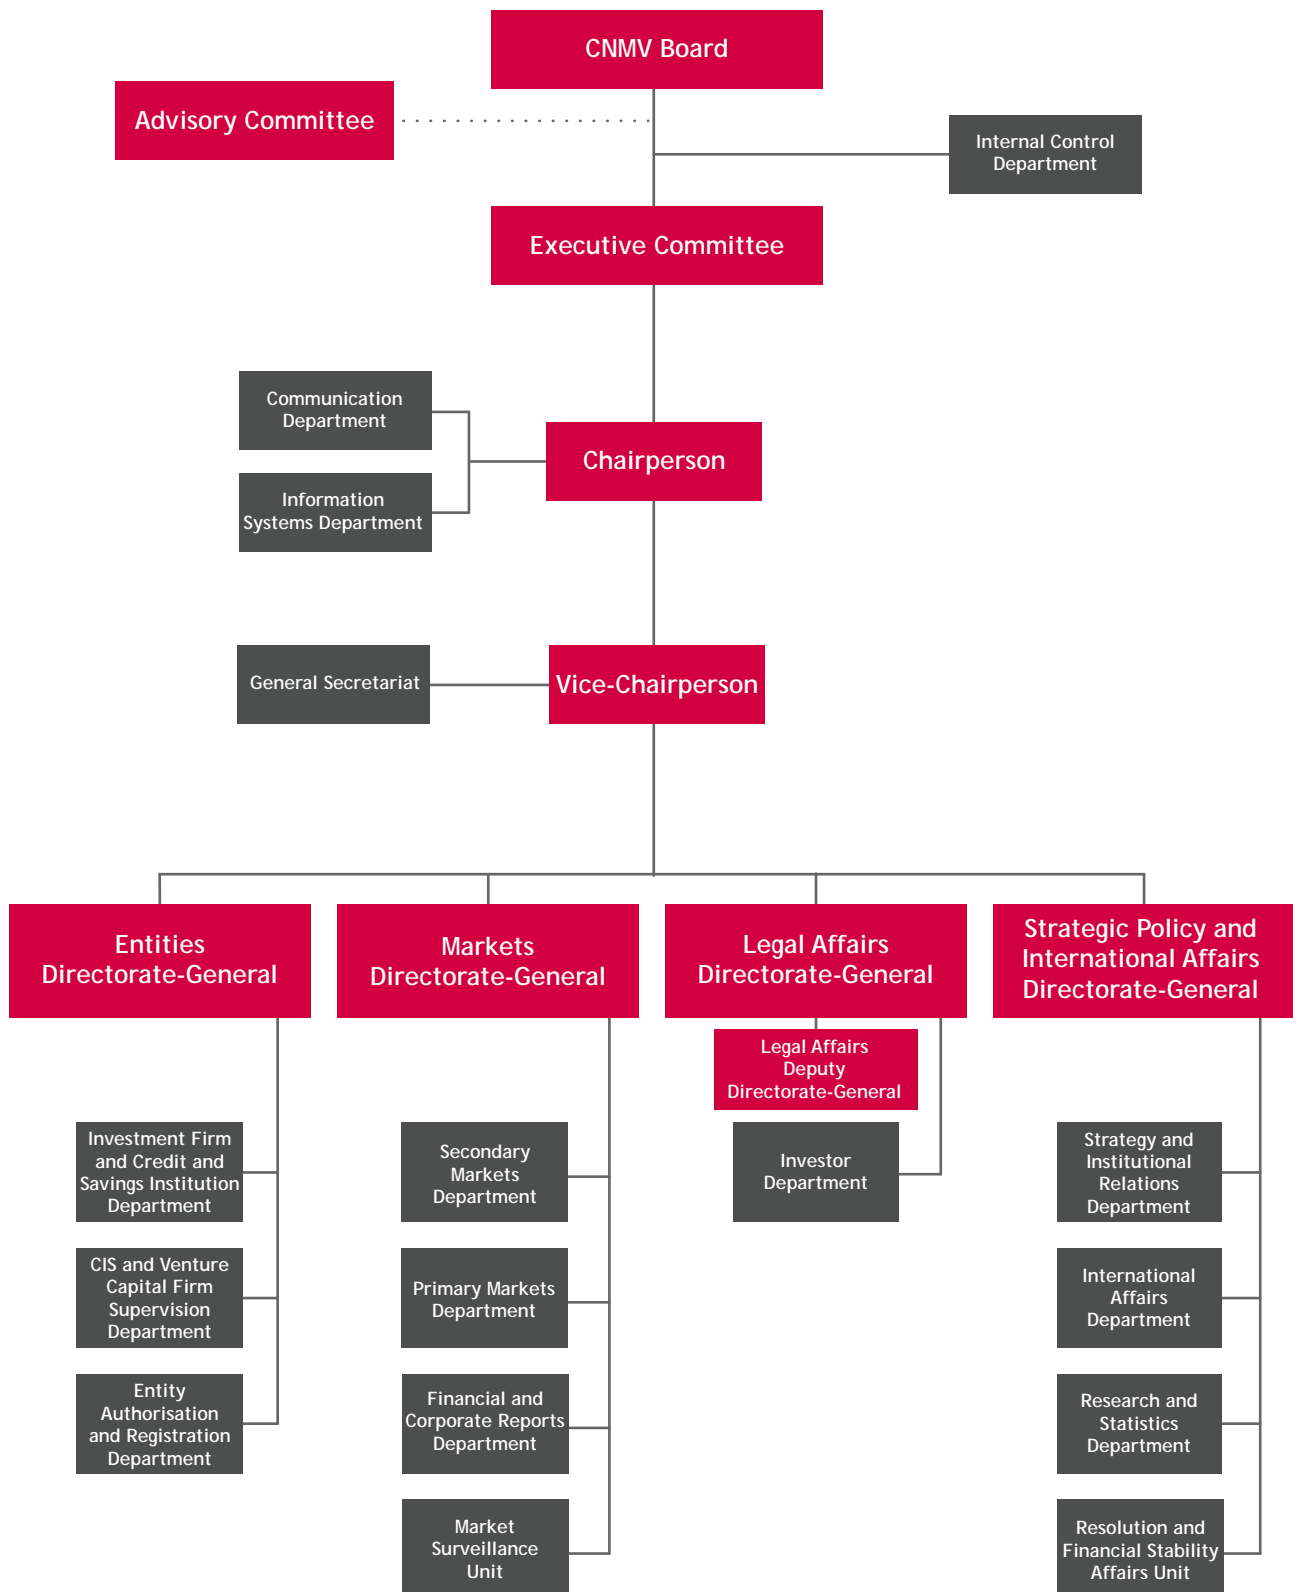 CNMV Board
Advisory Committee
Internal Control
Department
Executive Committee
Communication
Department
Chairperson
Information
Systems Department
General Secretariat
Vice-Chairperson
Entities
Directorate-General
Markets
Directorate-General
Legal Affairs
Directorate-General
Strategic Policy and
International Affairs
Directorate-General
Legal Affairs
Deputy
Directorate-General
Investment Firm
and Credit and
Savings Institution
Department
Secondary
Markets
Department
Investor
Department
Strategy and
Institutional
Relations
Department
CIS and Venture
Capital Firm
Supervision
Department
Primary Markets
Department
International
Affairs
Department
Entity
Authorisation
and Registration
Department
Financial and
Corporate Reports
Department
Research and
Statistics
Department
Market
Surveillance
Unit
Resolution and
Financial Stability
Affairs Unit